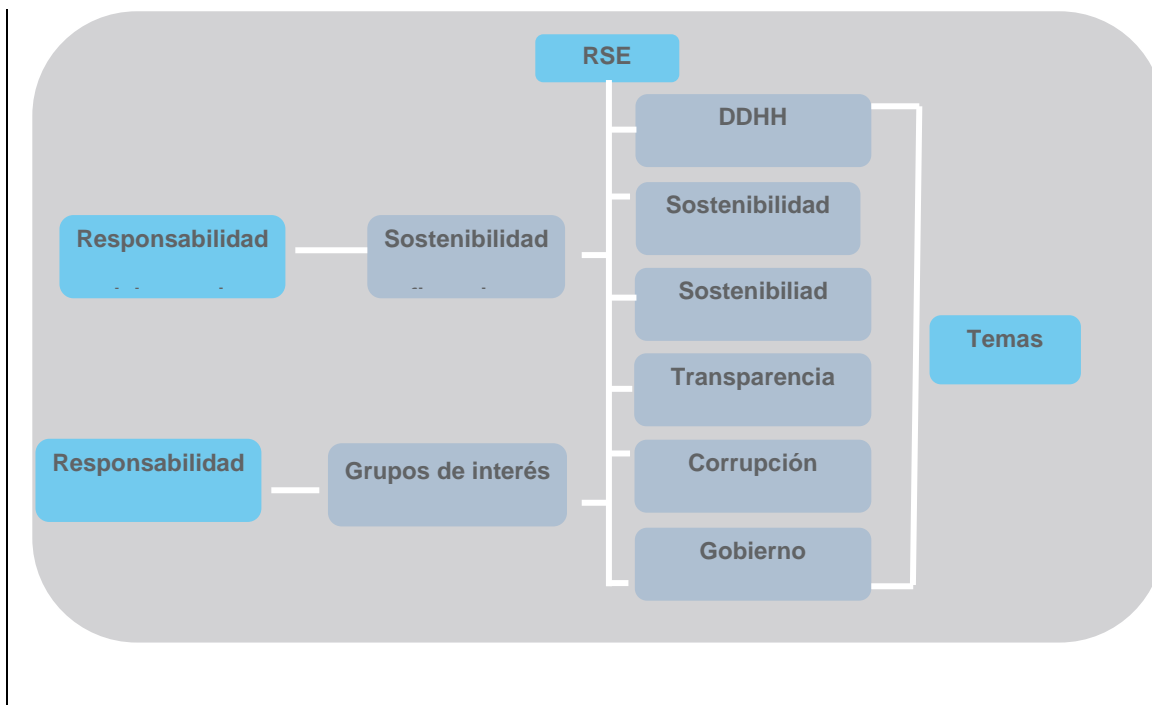 RSE
DDHH
Sostenibilidad
Responsabilidad
Sostenibilidad
Sostenibiliad
Temas
Transparencia
Responsabilidad
Grupos de interés
Corrupción
Gobierno